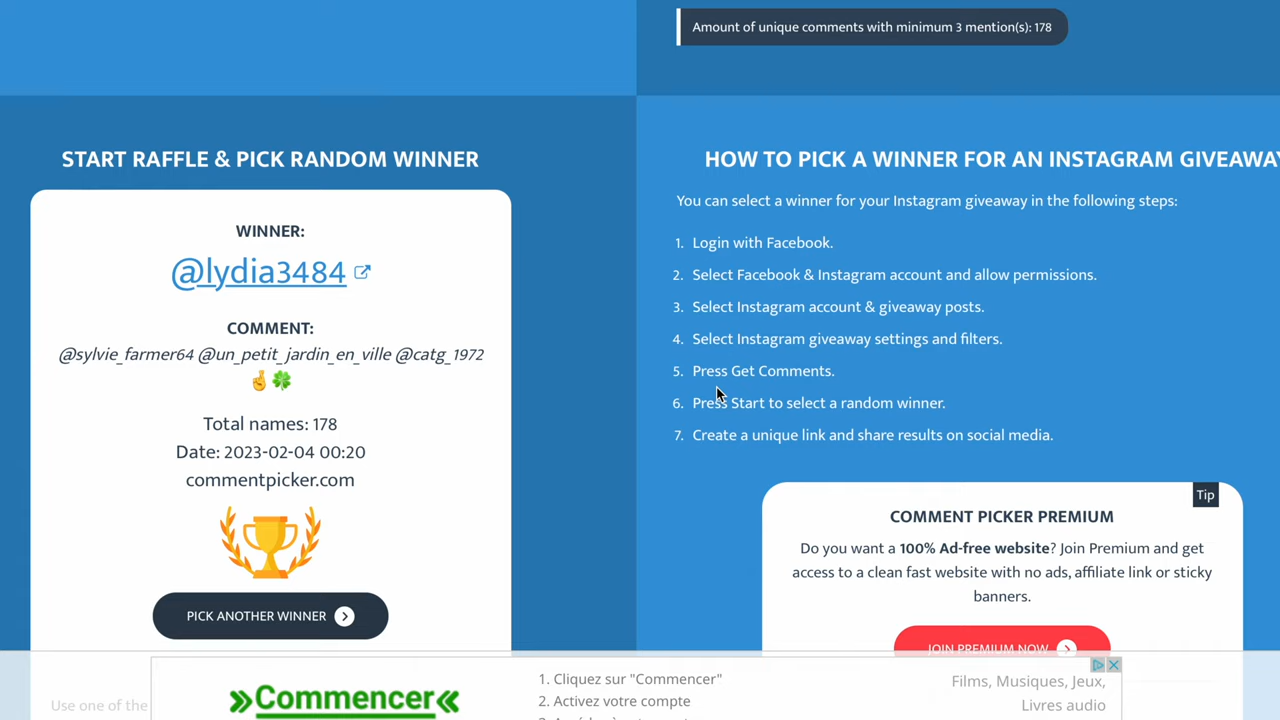 Amount of unique comments with minimum 3 mention(s): 178
START RAFFLE & PICK RANDOM WINNER
WINNER:
@lydia3484
COMMENT:
@sylvie_farmer64 @un_petit_jardin_en_ville @catg_1972
🤞🍀
Total names: 178
Date: 2023-02-04 00:20
commentpicker.com
PICK ANOTHER WINNER
Use one of the
HOW TO PICK A WINNER FOR AN INSTAGRAM GIVEAWAY
You can select a winner for your Instagram giveaway in the following steps:
1. Login with Facebook.
2. Select Facebook & Instagram account and allow permissions.
3. Select Instagram account & giveaway posts.
4. Select Instagram giveaway settings and filters.
5. Press Get Comments.
6. Press Start to select a random winner.
7. Create a unique link and share results on social media.
Tip
COMMENT PICKER PREMIUM
Do you want a 100% Ad-free website? Join Premium and get
access to a clean fast website with no ads, affiliate link or sticky
banners.
JOIN PREMIUM NOW
»Commencer«
1. Cliquez sur "Commencer"
2. Activez votre compte
Films, Musiques, Jeux,
Livres audio